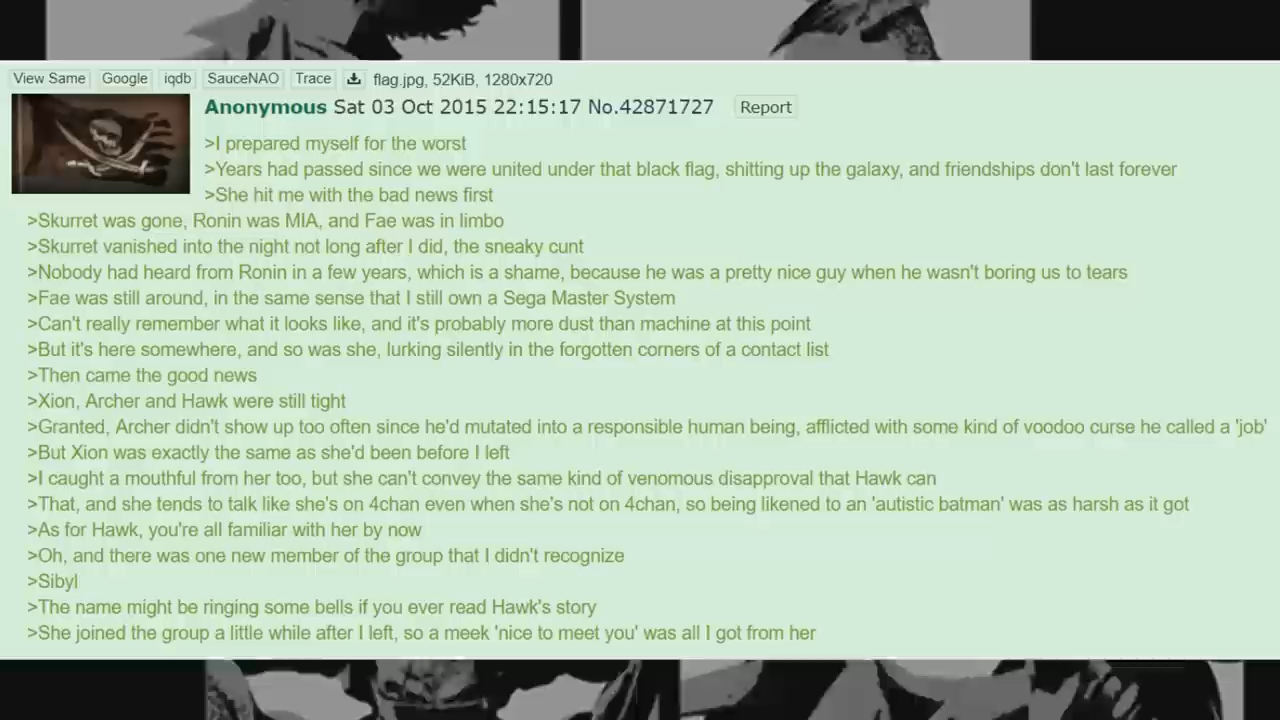 View Same Google iqdb SauceNAO Trace flag.jpg, 52KiB, 1280x720
Anonymous Sat 03 Oct 2015 22:15:17 No.42871727 Report
>I prepared myself for the worst
>Years had passed since we were united under that black flag, shitting up the galaxy, and friendships don't last forever
>She hit me with the bad news first
>Skurret was gone, Ronin was MIA, and Fae was in limbo
>Skurret vanished into the night not long after I did, the sneaky cunt
>Nobody had heard from Ronin in a few years, which is a shame, because he was a pretty nice guy when he wasn't boring us to tears
>Fae was still around, in the same sense that I still own a Sega Master System
>Can't really remember what it looks like, and it's probably more dust than machine at this point
>But it's here somewhere, and so was she, lurking silently in the forgotten corners of a contact list
>Then came the good news
>Xion, Archer and Hawk were still tight
>Granted, Archer didn't show up too often since he'd mutated into a responsible human being, afflicted with some kind of voodoo curse he called a 'job'
>But Xion was exactly the same as she'd been before I left
>I caught a mouthful from her too, but she can't convey the same kind of venomous disapproval that Hawk can
>That, and she tends to talk like she's on 4chan even when she's not on 4chan, so being likened to an 'autistic batman' was as harsh as it got
>As for Hawk, you're all familiar with her by now
>Oh, and there was one new member of the group that I didn't recognize
>Sibyl
>The name might be ringing some bells if you ever read Hawk's story
>She joined the group a little while after I left, so a meek 'nice to meet you' was all I got from her